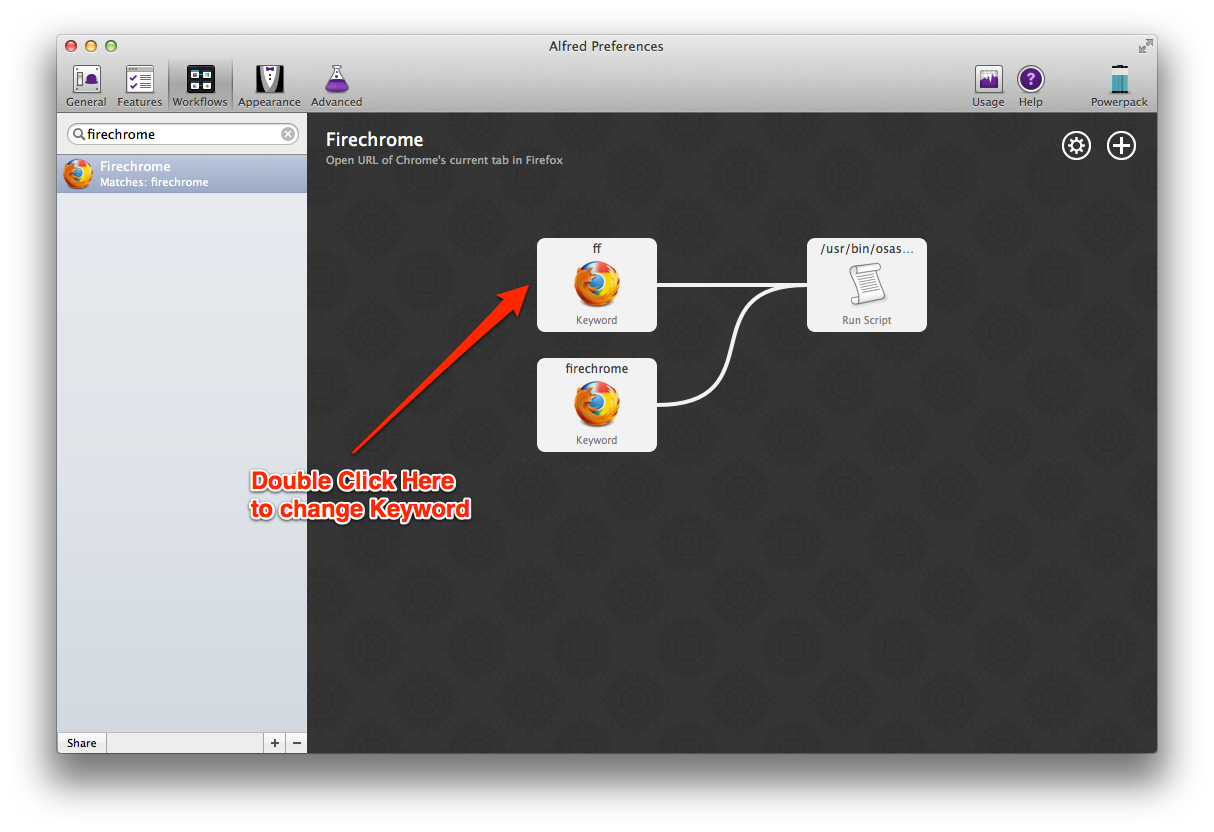 Alfred Preferences
General
Features
Workflows
Appearance
Advanced
Usage
Help
Powerpack
firechrome
Firechrome
Matches: firechrome
Firechrome
Open URL of Chrome's current tab in Firefox
ff
Keyword
/usr/bin/osas...
Run Script
firechrome
Keyword
Double Click Here
to change Keyword
Share